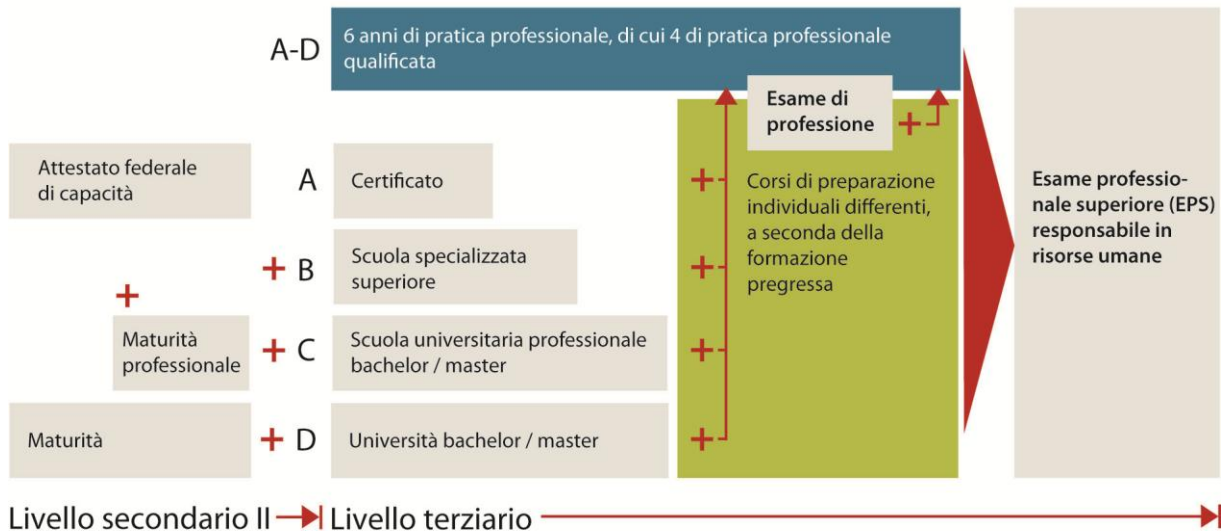 A-D
6 anni di pratica professionale, di cui 4 di pratica professionale
qualificata
Esame di
professione
+
Attestato federale
di capacità
A
Certificato
+
Corsi di preparazione
individuali differenti,
a seconda della
formazione
pregressa
Esame professio-
nale superiore (EPS)
responsabile in
risorse umane
+ B
Scuola specializzata
superiore
+
+
Maturità
professionale
+ C
Scuola universitaria professionale
bachelor / master
+
Maturità
+ D
Università bachelor / master
+
Livello secondario II
Livello terziario